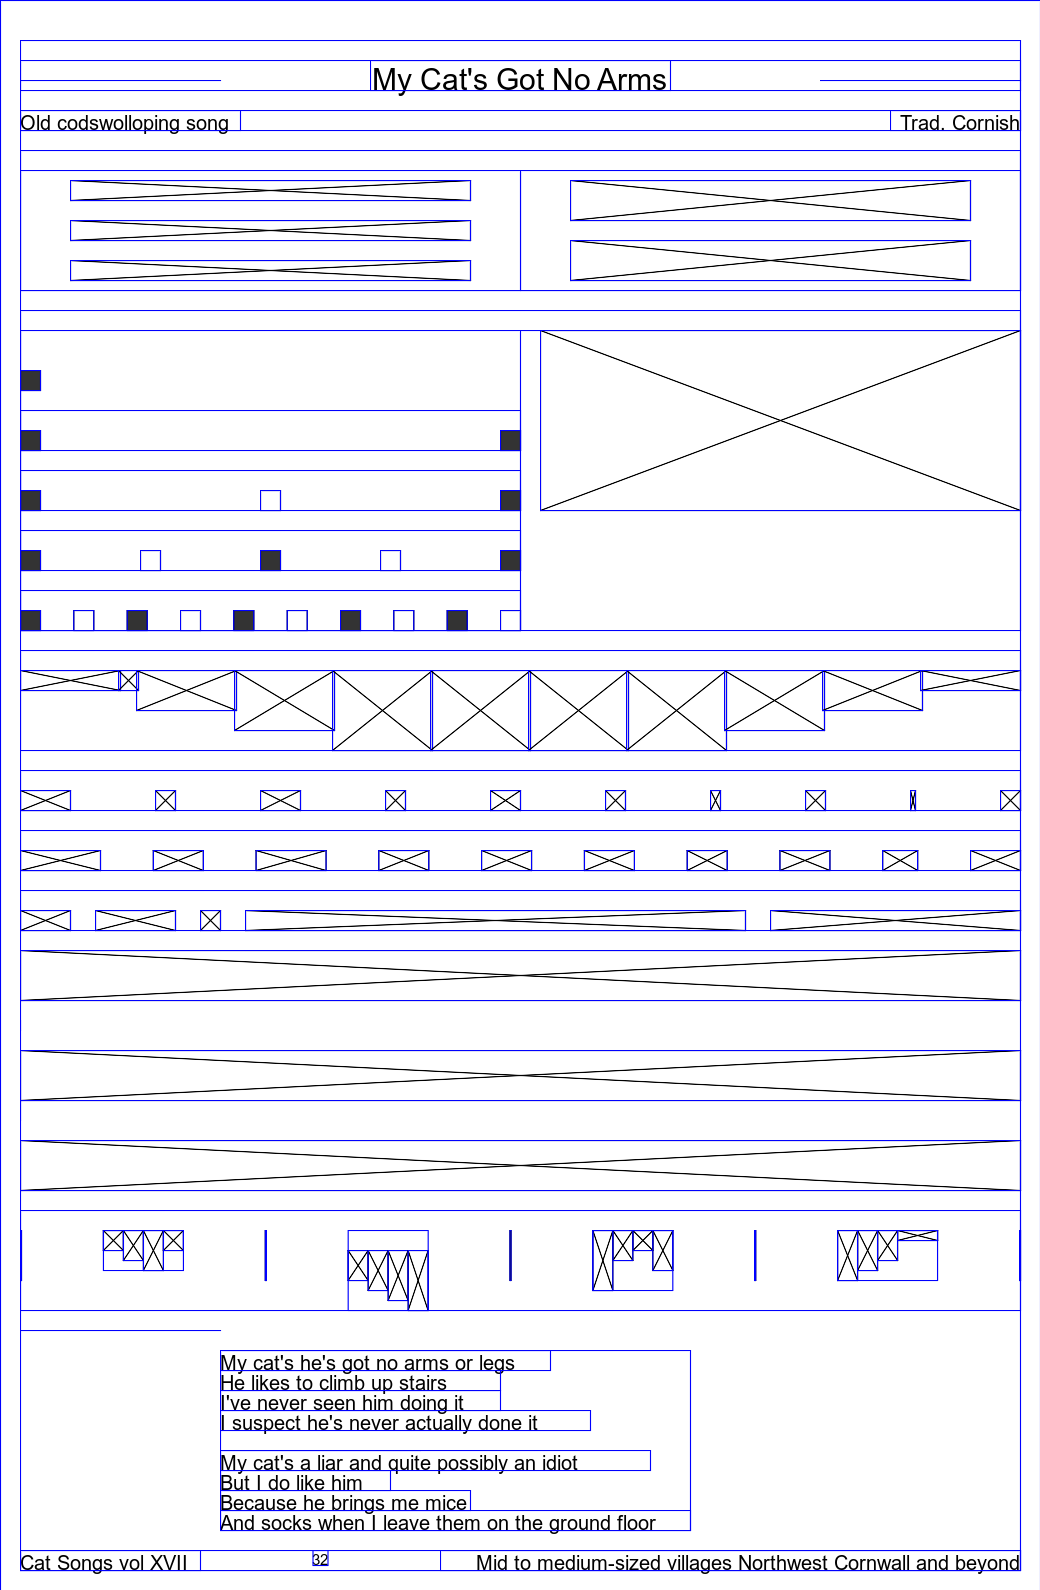 My Cat's Got No Arms
Old codswolloping song
Trad. Cornish
My cat's he's got no arms or legs
He likes to climb up stairs
I've never seen him doing it
I suspect he's never actually done it
My cat's a liar and quite possibly an idiot
But I do like him
Because he brings me mice
And socks when I leave them on the ground floor
Cat Songs vol XVII
32
Mid to medium-sized villages Northwest Cornwall and beyond